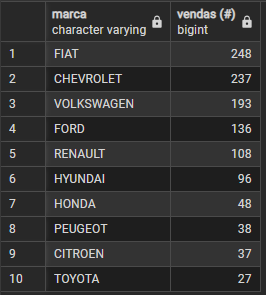 marca vendas (#)
character varying bigint
1 FIAT 248
2 CHEVROLET 237
3 VOLKSWAGEN 193
4 FORD 136
5 RENAULT 108
6 HYUNDAI 96
7 HONDA 48
8 PEUGEOT 38
9 CITROEN 37
10 TOYOTA 27